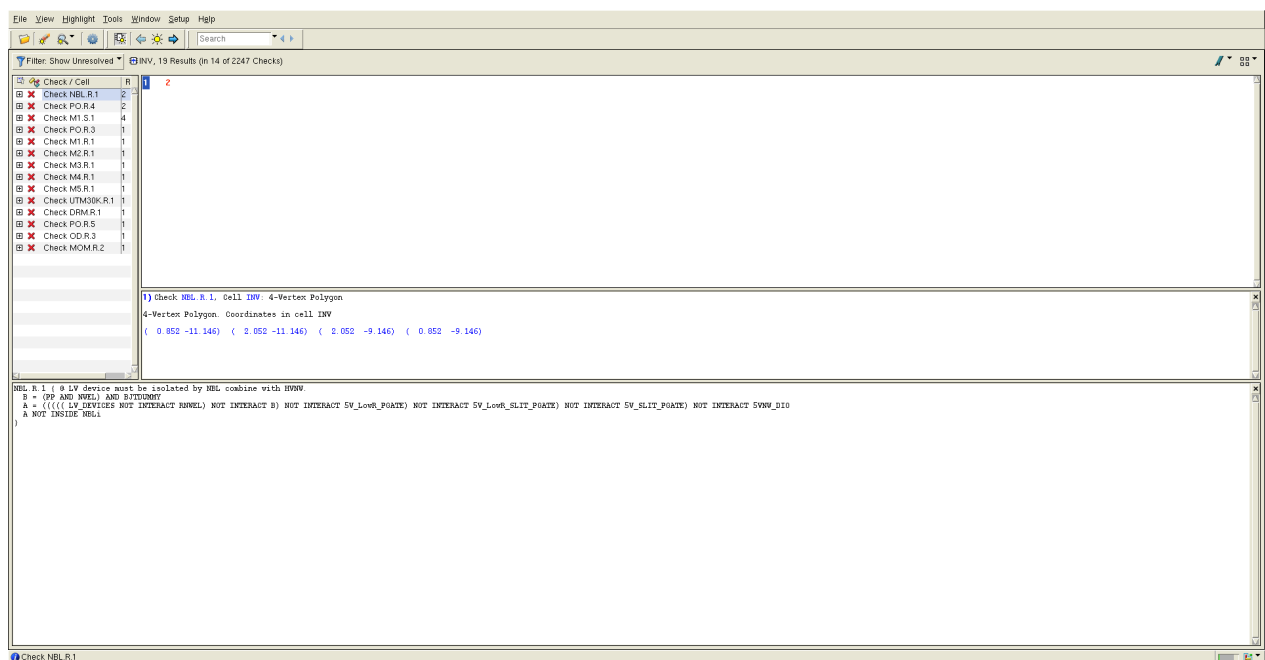 File View Highlight Tools Window Setup Help
Search
Filter: Show Unresolved INV, 19 Results (in 14 of 2247 Checks)
Check / Cell R
Check NBL.R.1 2
Check PO.R.4 2
Check M1.S.1 4
Check PO.R.3 1
Check M1.R.1 1
Check M2.R.1 1
Check M3.R.1 1
Check M4.R.1 1
Check M5.R.1 1
Check UTM30K.R.1 1
Check DRM.R.1 1
Check PO.R.5 1
Check OD.R.3 1
Check MOM.R.2 1
1 2
1) Check NBL.R.1, Cell INV: 4-Vertex Polygon
4-Vertex Polygon. Coordinates in cell INV
( 0.852 -11.146) ( 2.052 -11.146) ( 2.052 -9.146) ( 0.852 -9.146)
NBL.R.1 { @ LV device must be isolated by NBL combine with HVNW.
B = (PP AND NWEL) AND BJTDUMMY
A = ((((( LV_DEVICES NOT INTERACT RNWEL) NOT INTERACT B) NOT INTERACT 5V_LowR_PGATE) NOT INTERACT 5V_LowR_SLIT_PGATE) NOT INTERACT 5V_SLIT_PGATE) NOT INTERACT 5VNW_DIO
A NOT INSIDE NBLi
}
Check NBL.R.1